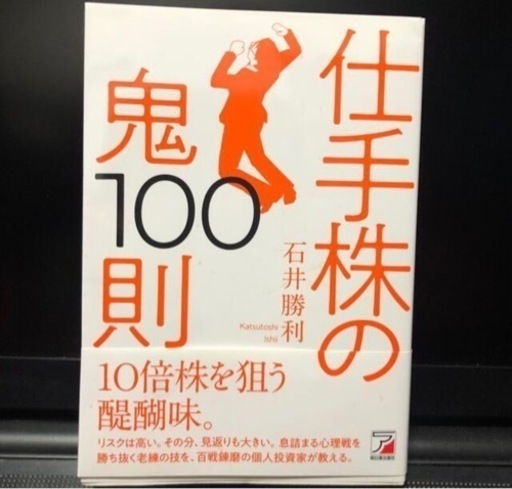 仕手株の
鬼100則
石井勝利
Katsutoshi
Ishii
10倍株を狙う
醍醐味。
リスクは高い。その分、見返りも大きい。息詰まる心理戦を
勝ち抜く老練の技を、百戦錬磨の個人投資家が教える。